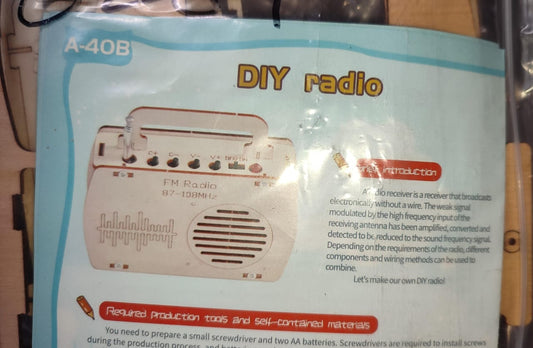 A-40B
DIY radio
C+ C- V- V+
FM Radio
87-108MHz
introduction
A radio receiver is a receiver that broadcasts
electronically without a wire. The weak signal
modulated by the high frequency input of the
receiving antenna has been amplified, converted and
detected to be reduced to the sound frequency signal.
Depending on the requirements of the radio, different
components and wiring methods can be used to
combine.
Let's make our own DIY radio!
Required production tools and self-contained materials
You need to prepare a small screwdriver and two AA batteries. Screwdrivers are required to install screws
during the production process, and